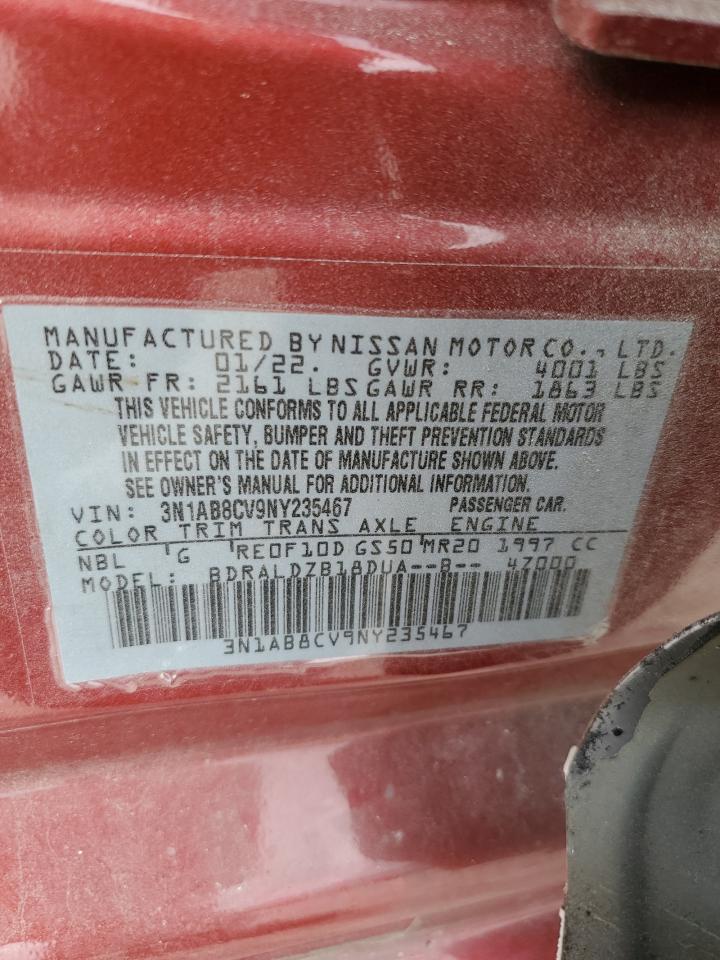 MANUFACTURED BY NISSAN MOTOR CO., LTD.
DATE: 01/22. GVWR: 4001 LBS
GAWR FR: 2161 LBS GAWR RR: 1863 LBS
THIS VEHICLE CONFORMS TO ALL APPLICABLE FEDERAL MOTOR
VEHICLE SAFETY, BUMPER AND THEFT PREVENTION STANDARDS
IN EFFECT ON THE DATE OF MANUFACTURE SHOWN ABOVE.
SEE OWNER'S MANUAL FOR ADDITIONAL INFORMATION.
VIN: 3N1AB8CV9NY235467 PASSENGER CAR.
COLOR TRIM TRANS AXLE ENGINE
NBL G RE0F10D GS50 MR20 1997 CC
MODEL: BDRALDZB18DUA--B-- 47000
3N1AB8CV9NY235467